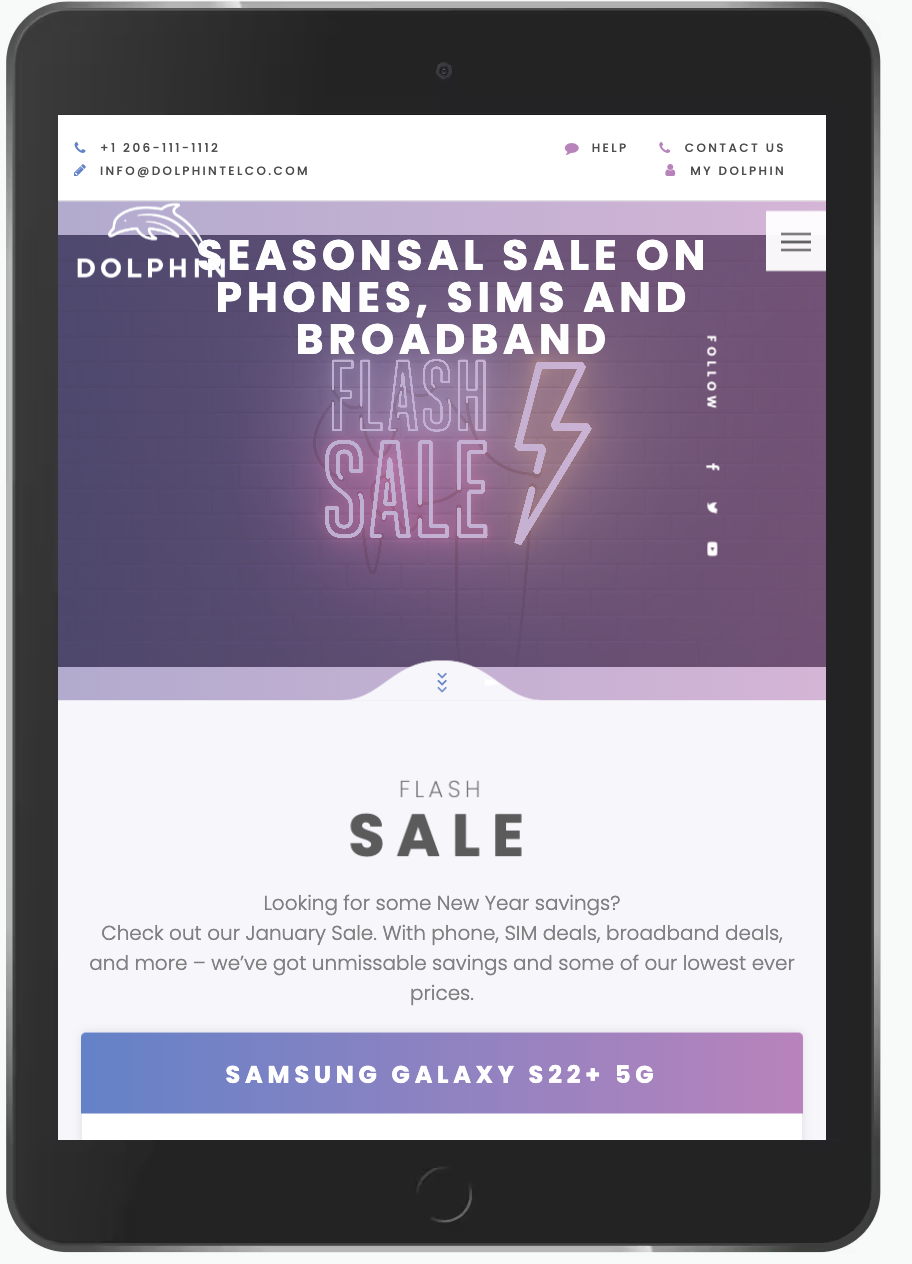 +1 206-111-1112
INFO@DOLPHINTELCO.COM
HELP
CONTACT US
MY DOLPHIN
DOLPHIN
SEASONSAL SALE ON
PHONES, SIMS AND
BROADBAND
FLASH
SALE
FOLLOW
FLASH
SALE
Looking for some New Year savings?
Check out our January Sale. With phone, SIM deals, broadband deals,
and more – we’ve got unmissable savings and some of our lowest ever
prices.
SAMSUNG GALAXY S22+ 5G